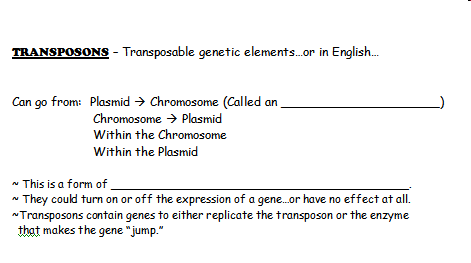 TRANSPOSONS – Transposable genetic elements…or in English…
Can go from: Plasmid → Chromosome (Called an ______________________)
Chromosome → Plasmid
Within the Chromosome
Within the Plasmid
~ This is a form of __________________________________________.
~ They could turn on or off the expression of a gene…or have no effect at all.
~Transposons contain genes to either replicate the transposon or the enzyme
that makes the gene "jump."